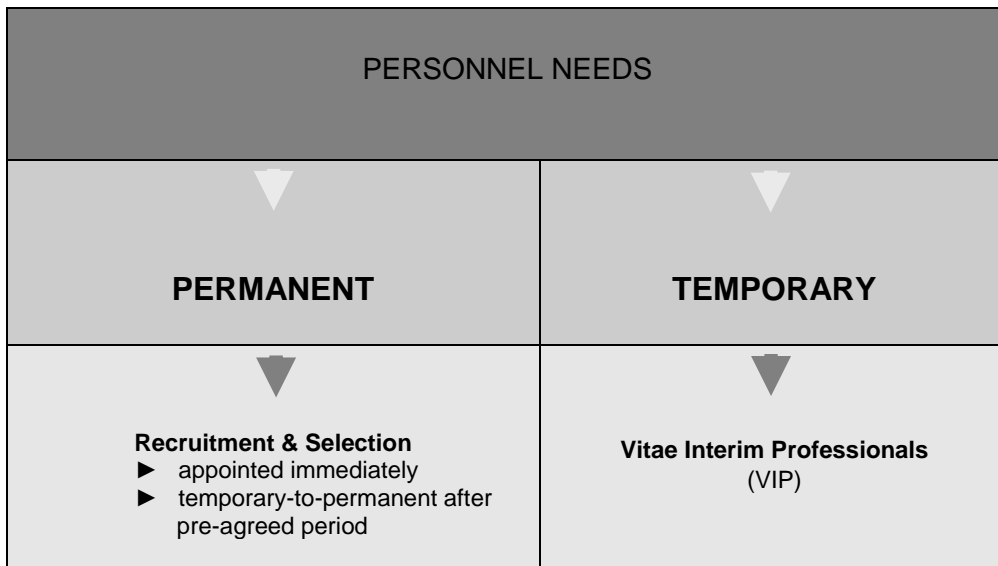 PERSONNEL NEEDS
PERMANENT
TEMPORARY
Recruitment & Selection
► appointed immediately
► temporary-to-permanent after
pre-agreed period
Vitae Interim Professionals
(VIP)